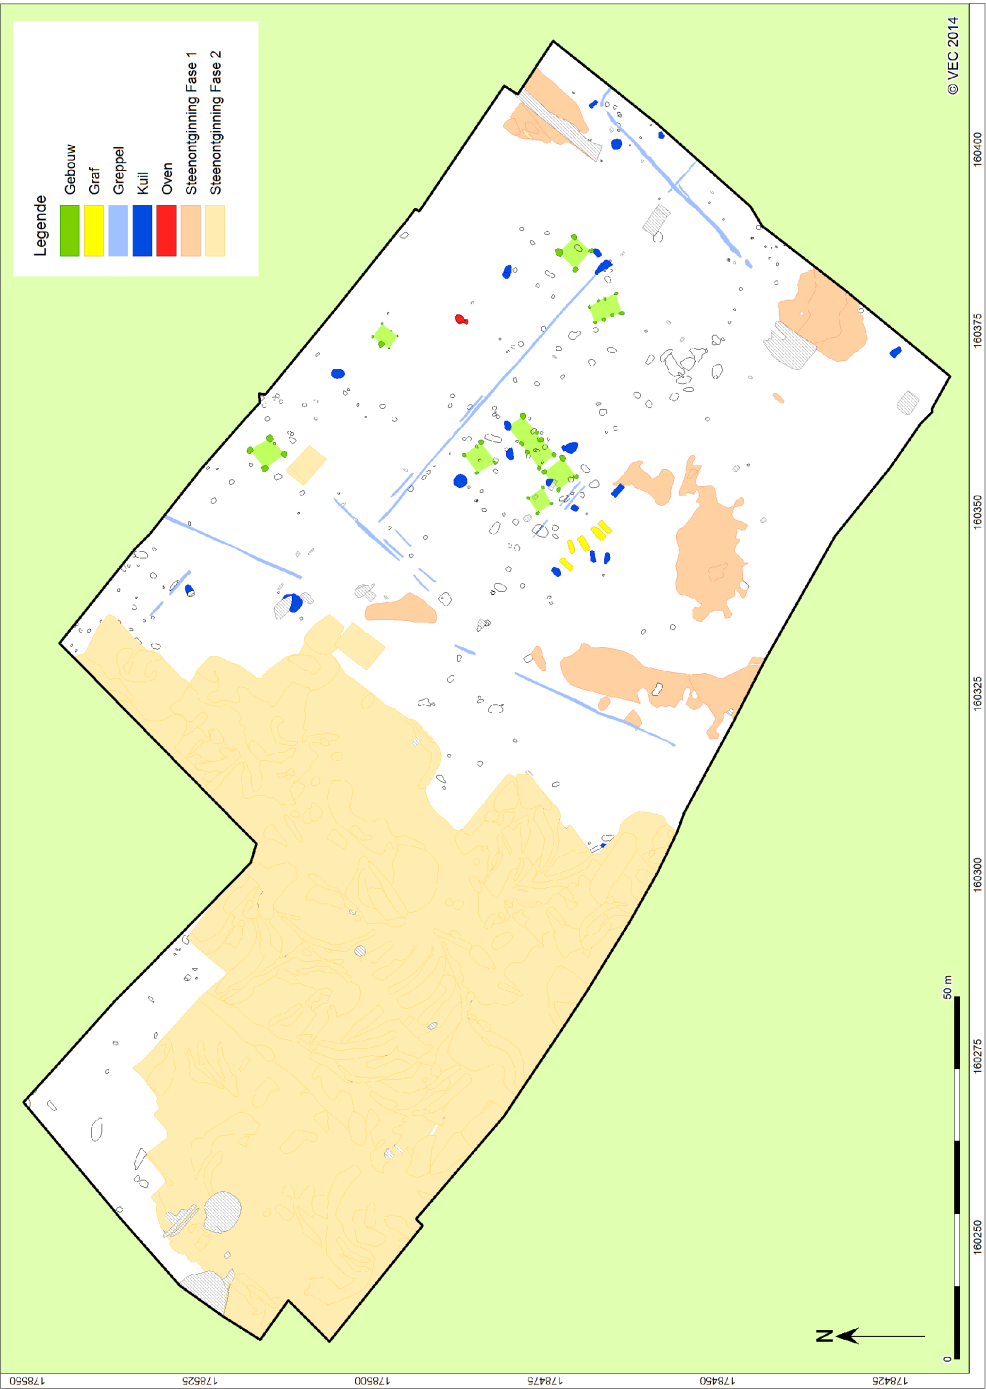 Legende
Gebouw
Graf
Greppel
Kuil
Oven
Steenontginning Fase 1
Steenontginning Fase 2
© VEC 2014
160400
160375
160350
160325
160300
160275
160250
50 m
0
N
178550
178525
178500
178475
178450
178425